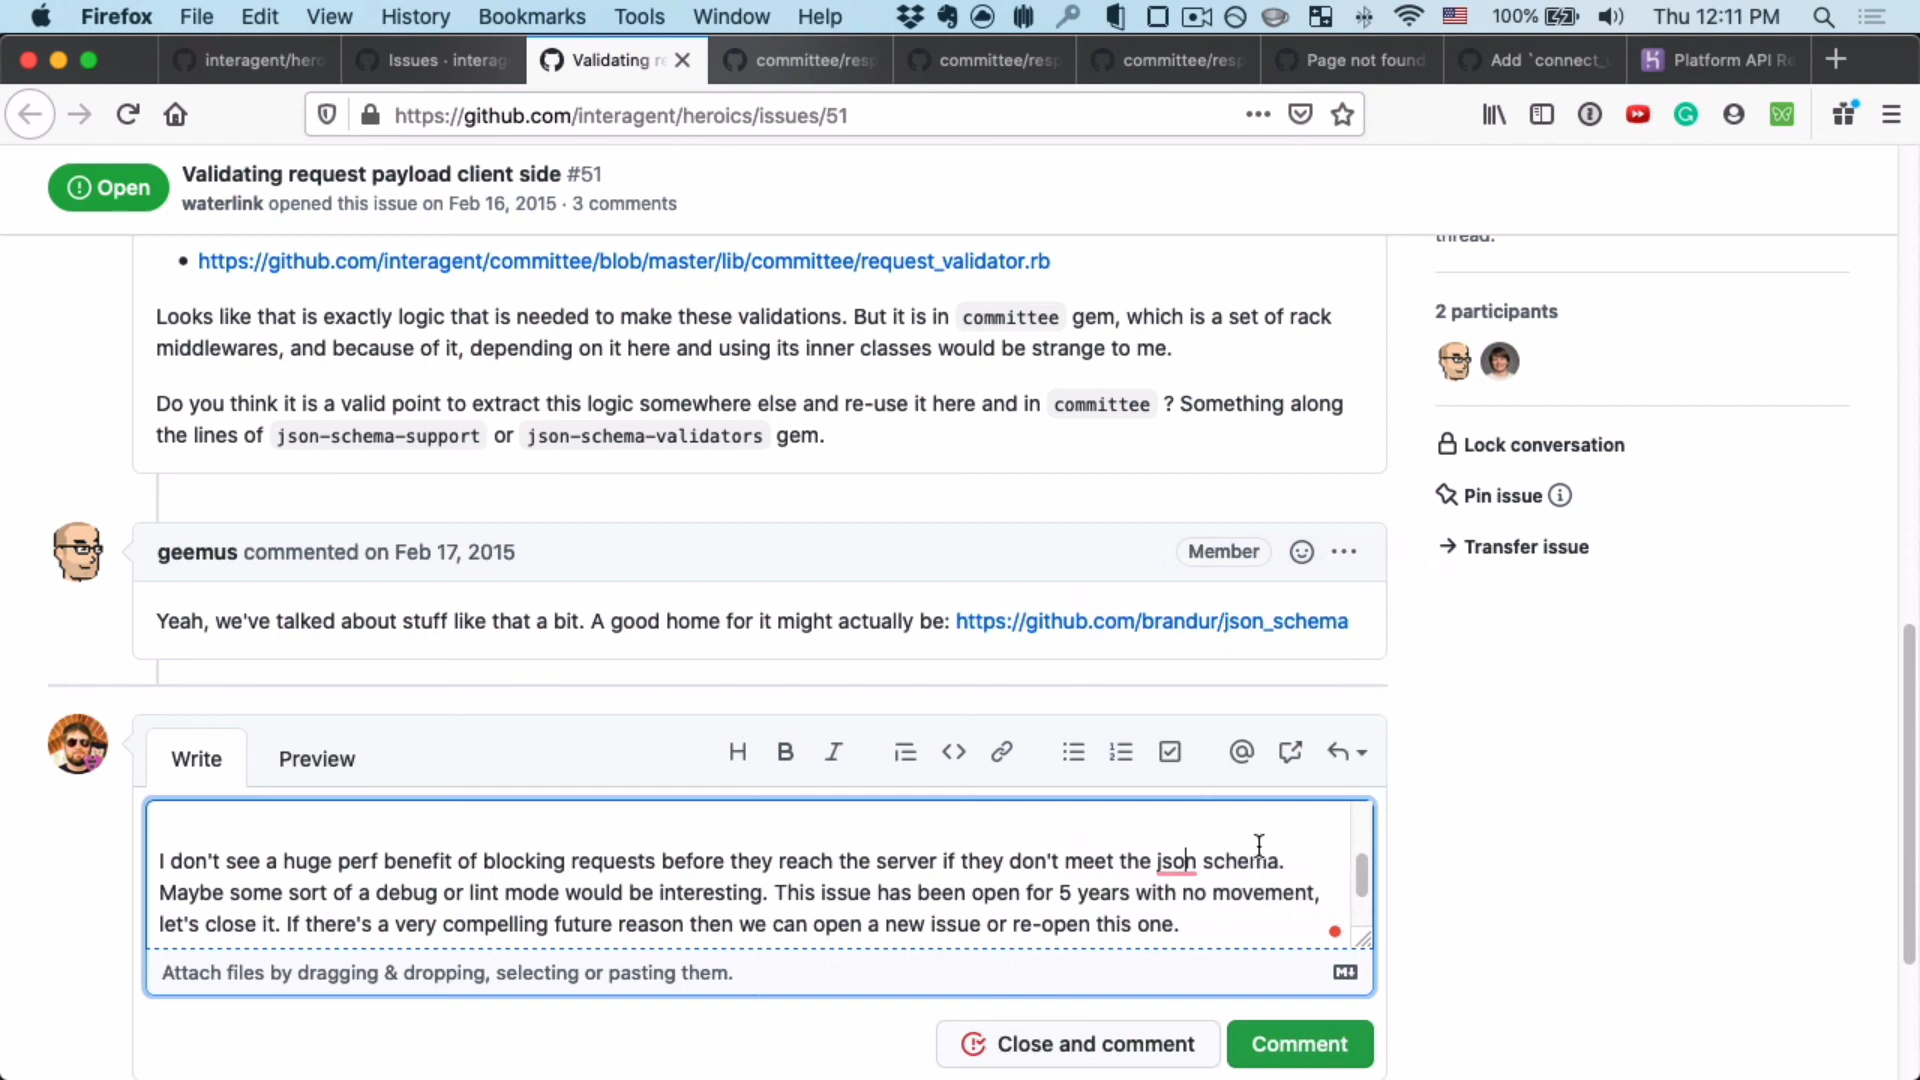 Firefox File Edit View History Bookmarks Tools Window Help 100% Thu 12:11 PM
interagent/hero Issues · interag Validating re committee/resp committee/resp committee/resp Page not found Add `connect_ Platform API Re
https://github.com/interagent/heroics/issues/51
Open
Validating request payload client side #51
waterlink opened this issue on Feb 16, 2015 · 3 comments
thread.
https://github.com/interagent/committee/blob/master/lib/committee/request_validator.rb
Looks like that is exactly logic that is needed to make these validations. But it is in committee gem, which is a set of rack
middlewares, and because of it, depending on it here and using its inner classes would be strange to me.
Do you think it is a valid point to extract this logic somewhere else and re-use it here and in committee ? Something along
the lines of json-schema-support or json-schema-validators gem.
2 participants
Lock conversation
Pin issue
Transfer issue
geemus commented on Feb 17, 2015 Member
Yeah, we've talked about stuff like that a bit. A good home for it might actually be: https://github.com/brandur/json_schema
Write Preview
I don't see a huge perf benefit of blocking requests before they reach the server if they don't meet the json schema.
Maybe some sort of a debug or lint mode would be interesting. This issue has been open for 5 years with no movement,
let's close it. If there's a very compelling future reason then we can open a new issue or re-open this one.
Attach files by dragging & dropping, selecting or pasting them.
Close and comment Comment